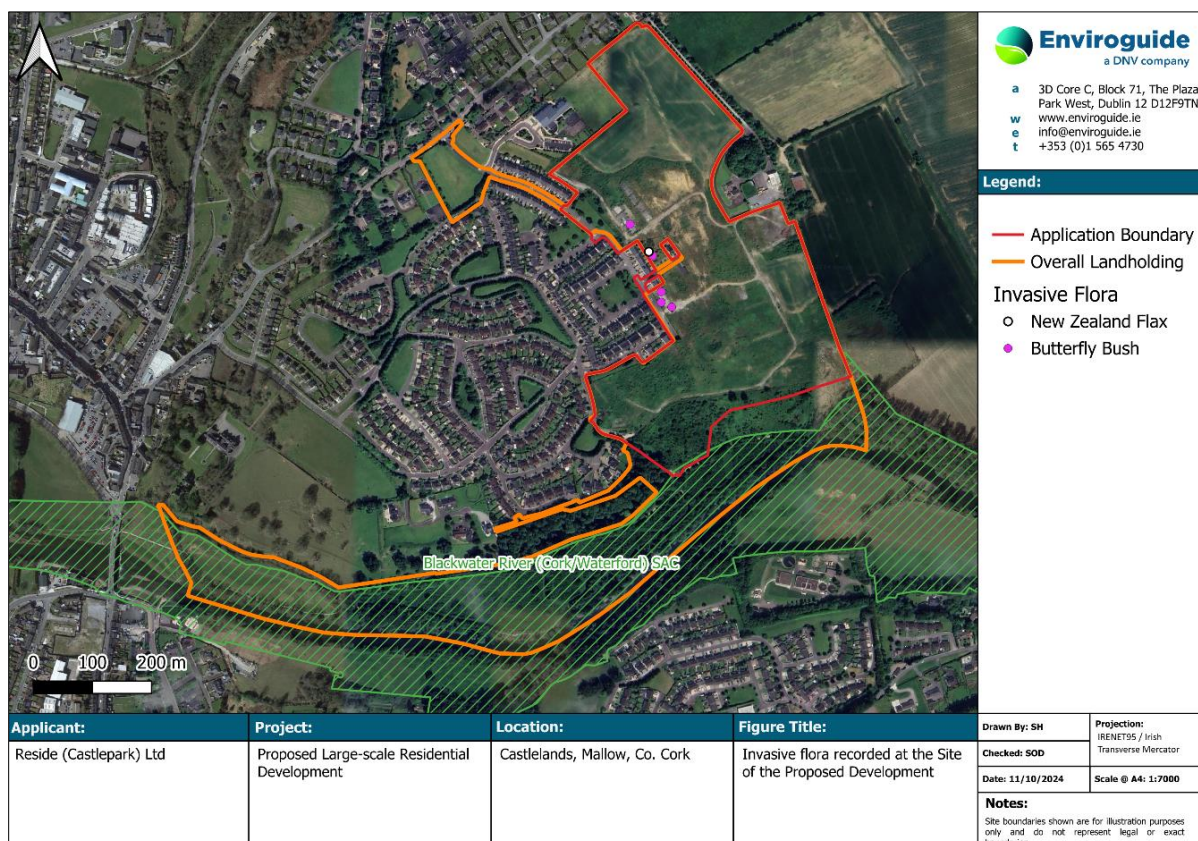 Enviroguide
a DNV company
a 3D Core C, Block 71, The Plaza
Park West, Dublin 12 D12F9TN
w www.enviroguide.ie
e info@enviroguide.ie
t +353 (0)1 565 4730
Legend:
Application Boundary
Overall Landholding
Invasive Flora
New Zealand Flax
Butterfly Bush
Blackwater River (Cork/Waterford) SAC
0 100 200 m
Applicant:
Reside (Castlepark) Ltd
Project:
Proposed Large-scale Residential
Development
Location:
Castlelands, Mallow, Co. Cork
Figure Title:
Invasive flora recorded at the Site
of the Proposed Development
Drawn By: SH
Checked: SOD
Date: 11/10/2024
Projection:
IRENET95 / Irish
Transverse Mercator
Scale @ A4: 1:7000
Notes:
Site boundaries shown are for illustration purposes
only and do not represent legal or exact